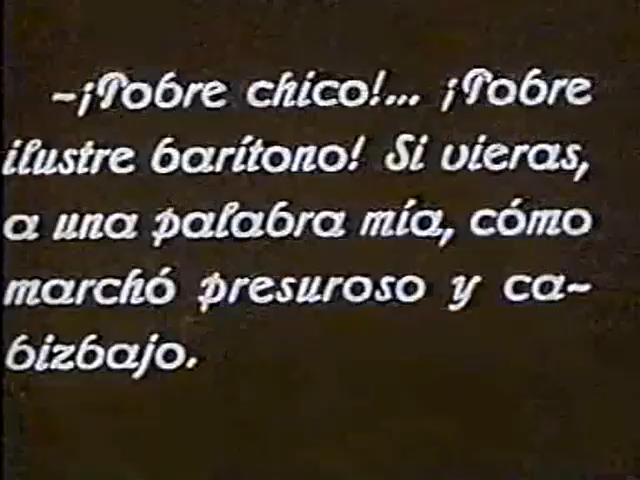 -¡Pobre chico!... ¡Pobre
ilustre barítono! Si vieras,
a una palabra mía, cómo
marchó presuroso y ca-
bizbajo.